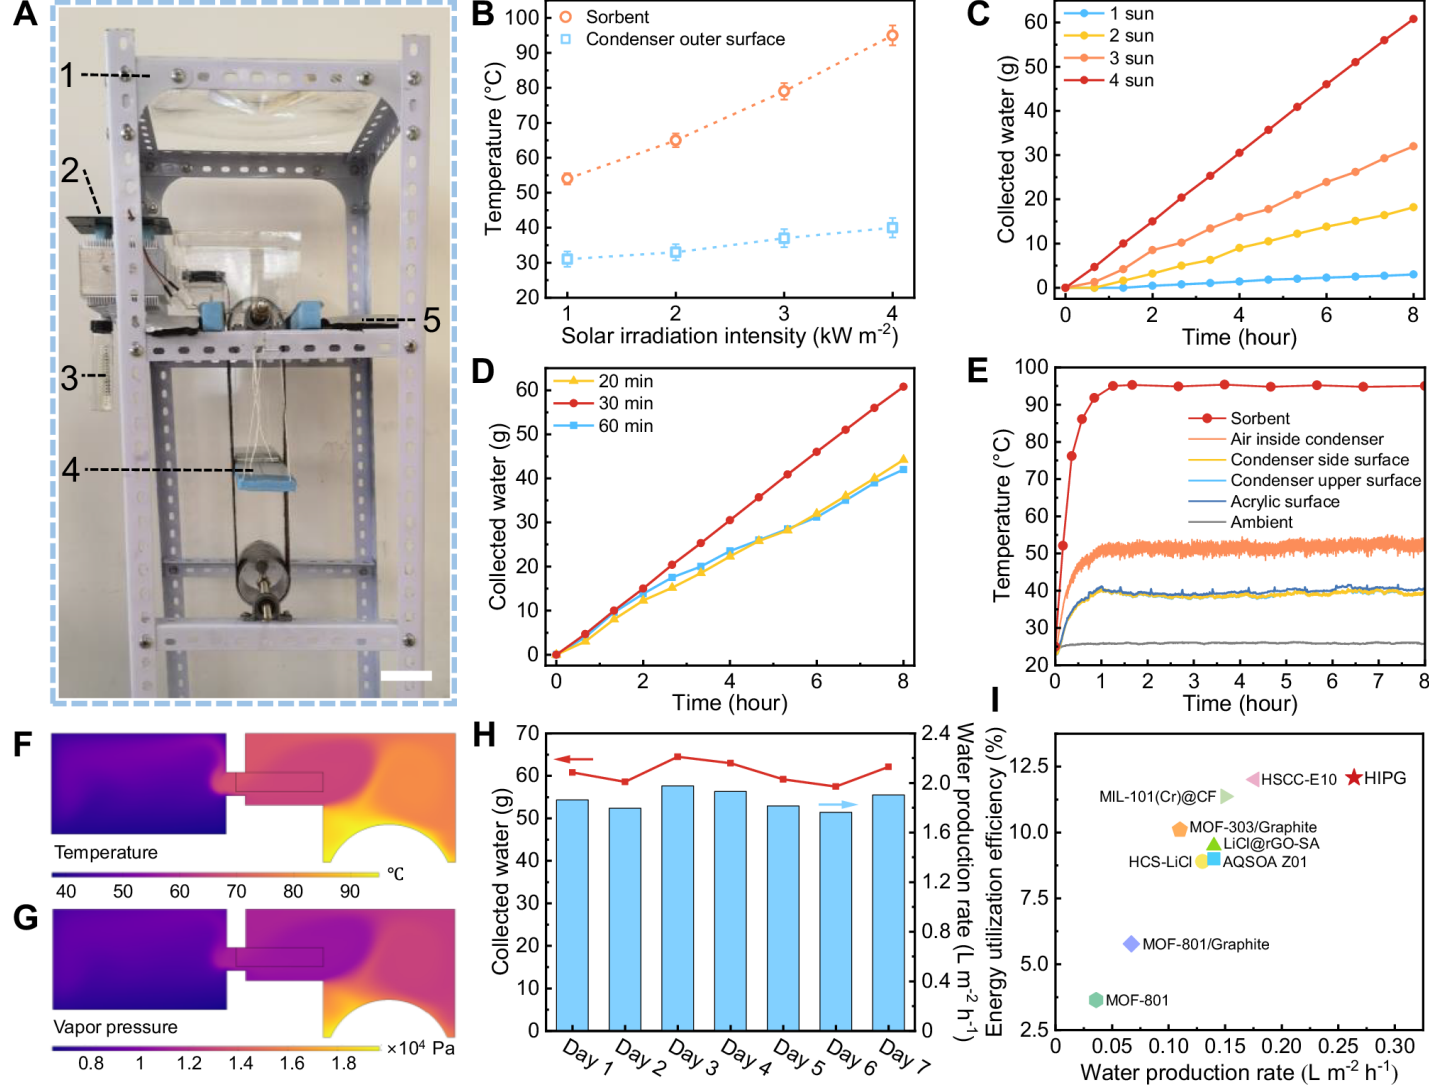 A
1
2
3
4
5
B
100
90
80
70
60
50
40
30
20
Temperature (°C)
Sorbent
Condenser outer surface
1 2 3 4
Solar irradiation intensity (kW m-2)
C
60
50
40
30
20
10
0
Collected water (g)
1 sun
2 sun
3 sun
4 sun
0 2 4 6 8
Time (hour)
D
60
50
40
30
20
10
0
Collected water (g)
20 min
30 min
60 min
0 2 4 6 8
Time (hour)
E
100
90
80
70
60
50
40
30
20
Temperature (°C)
Sorbent
Air inside condenser
Condenser side surface
Condenser upper surface
Acrylic surface
Ambient
0 1 2 3 4 5 6 7 8
Time (hour)
F
Temperature
40 50 60 70 80 90 °C
G
Vapor pressure
0.8 1 1.2 1.4 1.6 1.8 ×10⁴ Pa
H
70
60
50
40
30
20
10
0
Collected water (g)
2.4
2.0
1.6
1.2
0.8
0.4
0
Water production rate (L m-2 h-1)
Day 1 Day 2 Day 3 Day 4 Day 5 Day 6 Day 7
I
12.5
10.0
7.5
5.0
2.5
Energy utilization efficiency (%)
HSCC-E10
HIPG
MIL-101(Cr)@CF
MOF-303/Graphite
LiCl@rGO-SA
HCS-LiCl
AQSOA Z01
MOF-801/Graphite
MOF-801
0 0.05 0.10 0.15 0.20 0.25 0.30
Water production rate (L m-2 h-1)